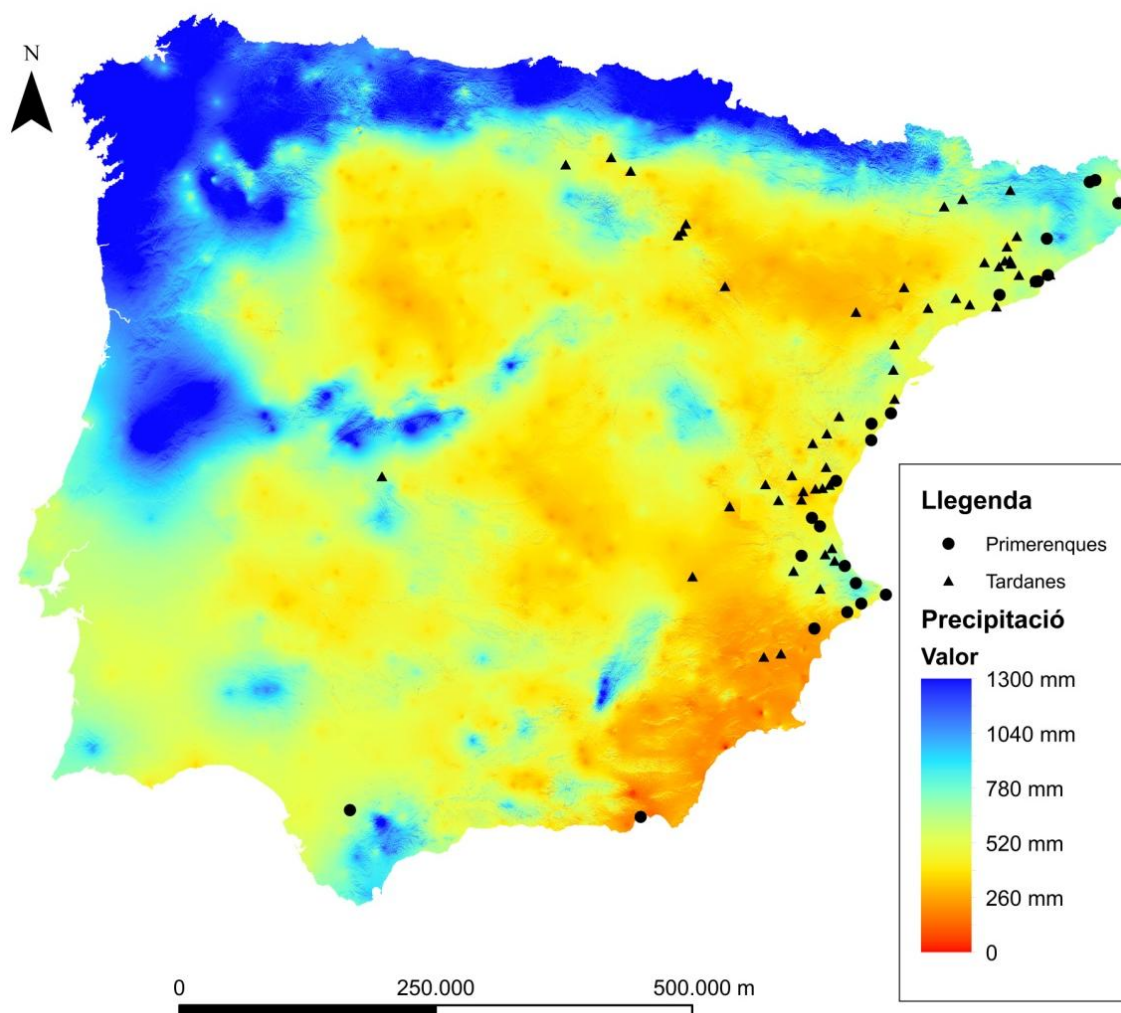 N
Llegenda
Primerenques
Tardanes
Precipitació
Valor
1300 mm
1040 mm
780 mm
520 mm
260 mm
0
0 250.000 500.000 m